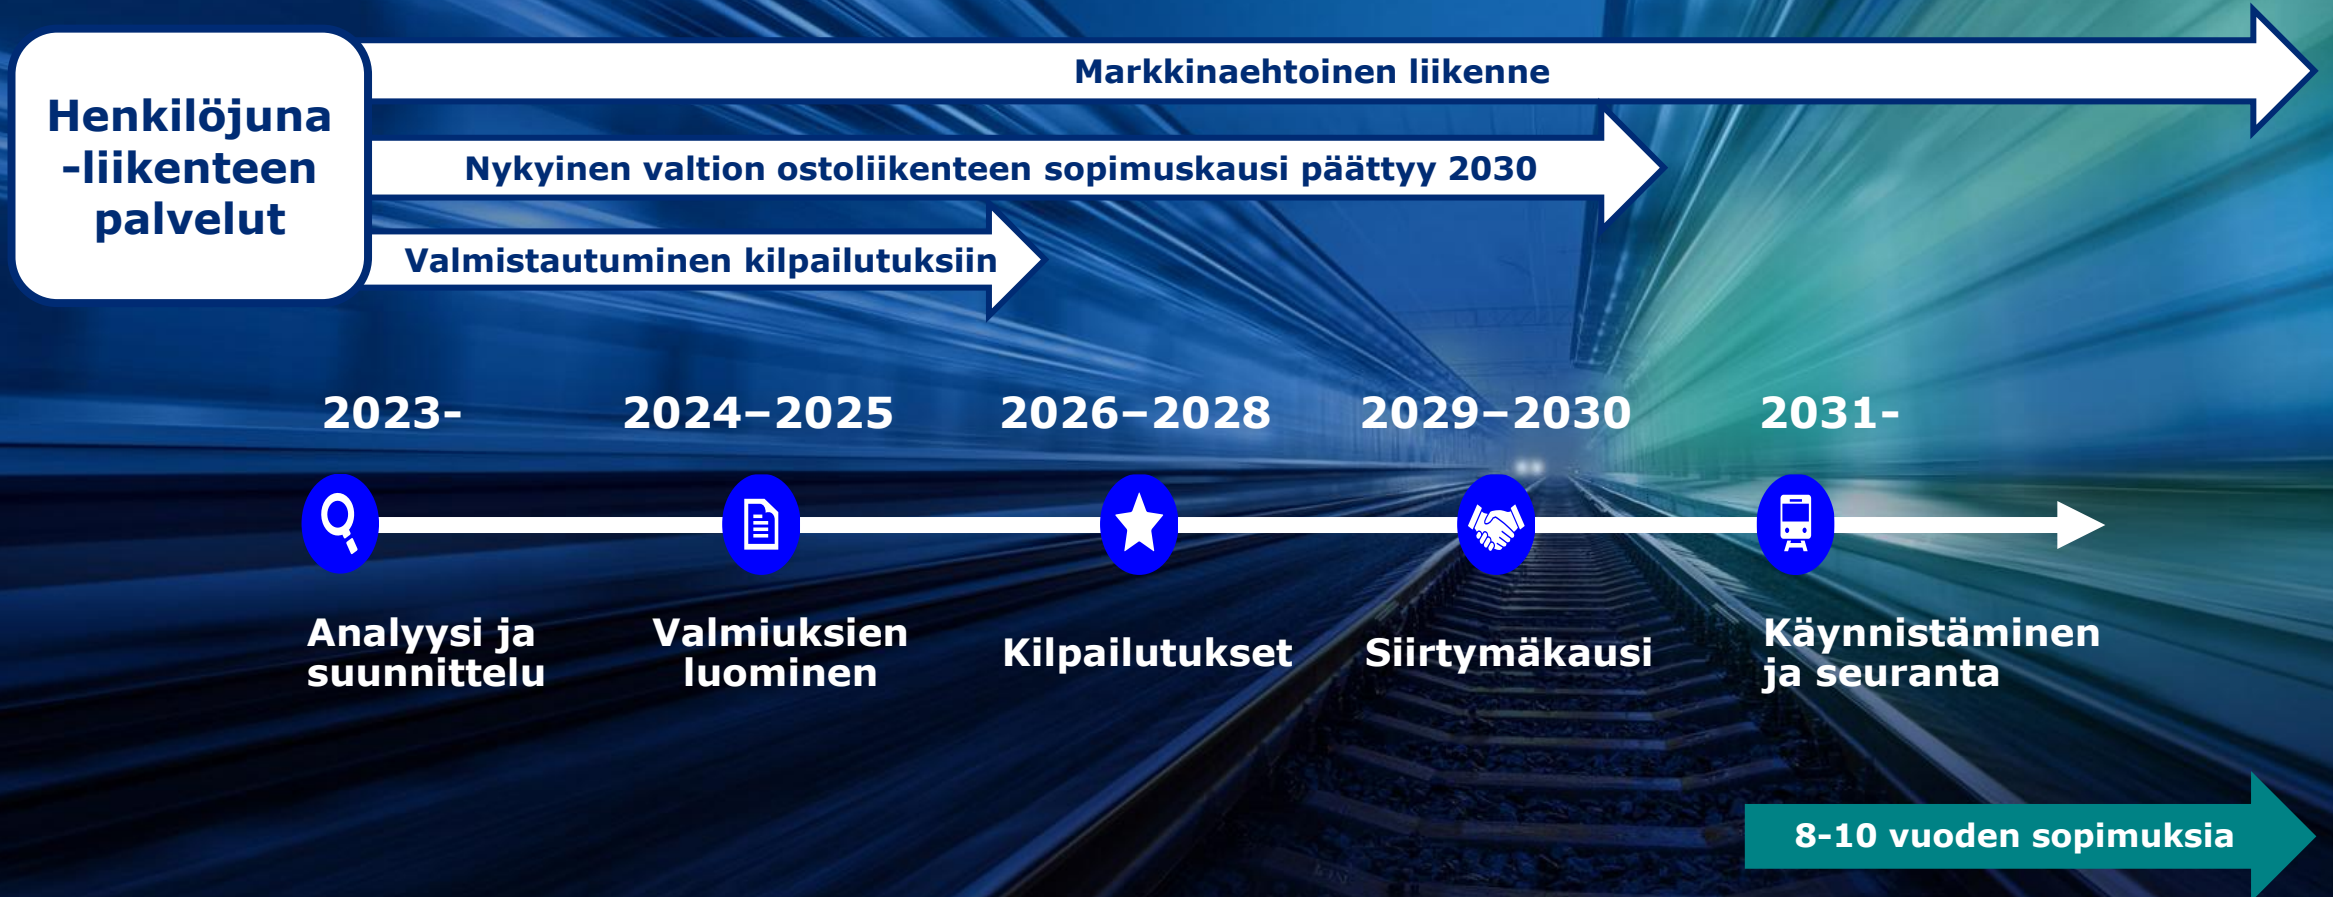 Henkilöjuna
-liikenteen
palvelut
Markkinaehtoinen liikenne
Nykyinen valtion ostoliikenteen sopimuskausi päättyy 2030
Valmistautuminen kilpailutuksiin
2023-
2024–2025
2026–2028
2029–2030
2031-
Analyysi ja
suunnittelu
Valmiuksien
luominen
Kilpailutukset
Siirtymäkausi
Käynnistäminen
ja seuranta
8-10 vuoden sopimuksia